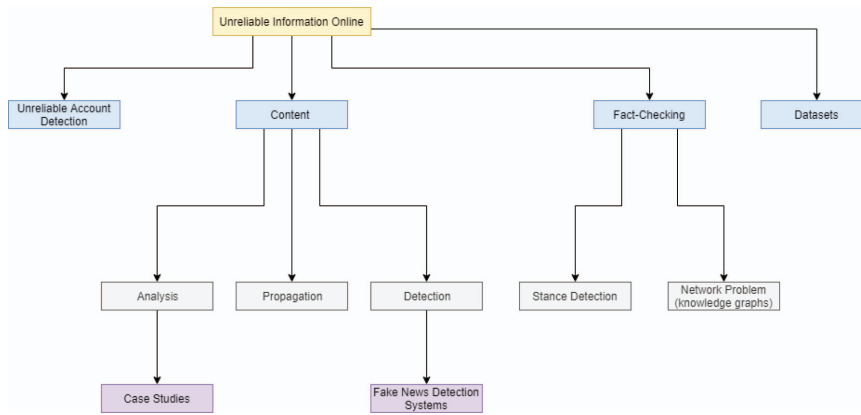 Unreliable Information Online
Unreliable Account
Detection
Content
Fact-Checking
Datasets
Analysis
Propagation
Detection
Stance Detection
Network Problem
(knowledge graphs)
Case Studies
Fake News Detection
Systems